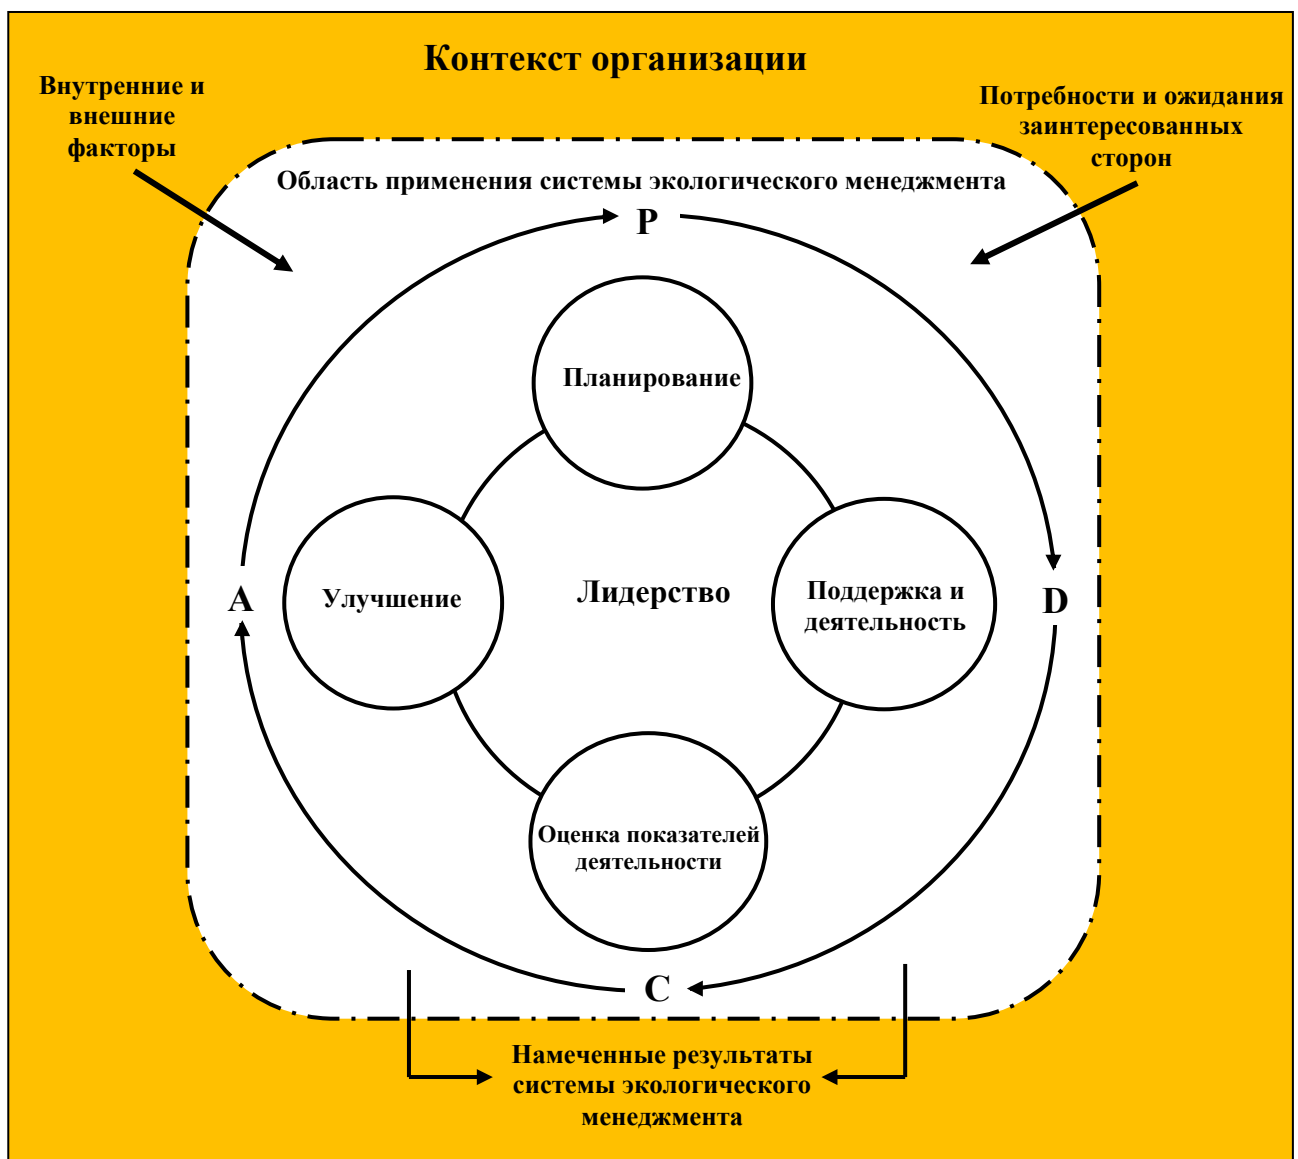 Контекст организации
Внутренние и
внешние
факторы
Потребности и ожидания
заинтересованных
сторон
Область применения системы экологического менеджмента
P
Планирование
A
Улучшение
Лидерство
Поддержка и
деятельность
D
Оценка показателей
деятельности
C
Намеченные результаты
системы экологического
менеджмента